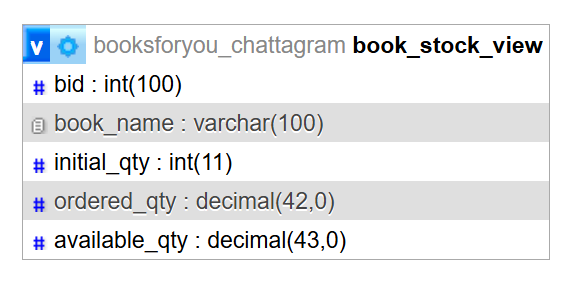 v booksforyou_chattagram book_stock_view
# bid : int(100)
book_name : varchar(100)
# initial_qty : int(11)
# ordered_qty : decimal(42,0)
# available_qty : decimal(43,0)